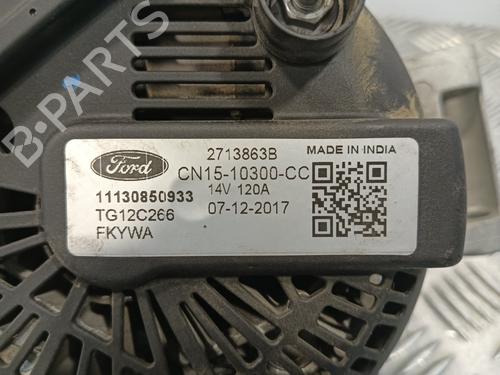 B-PARTS
2713863B
MADE IN INDIA
Ford
CN15-10300-CC
14V 120A
11130850933
07-12-2017
TG12C266
FKYWA